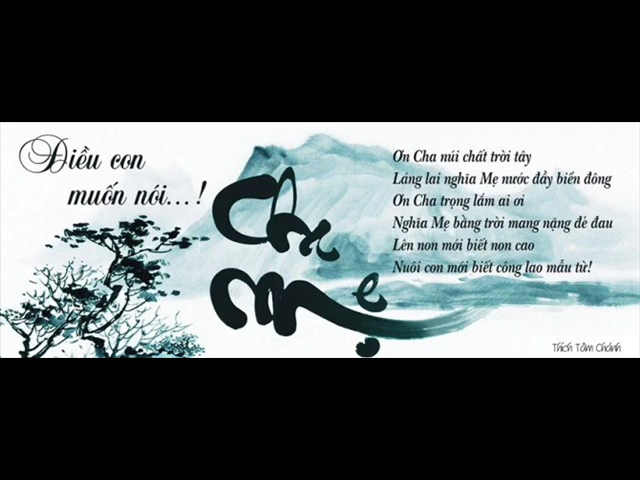 Điều con
muốn nói...!
Cha
Mẹ
Ơn Cha núi chất trời tây
Láng lai nghĩa Mẹ mước đầy biển đông
Ơn Cha trọng lắm ai ơi
Nghĩa Mẹ bằng trời mang nặng đẻ đau
Lên non mới biết non cao
Nuôi con mới biết công lao mẫu từ!
Thích Tâm Chánh